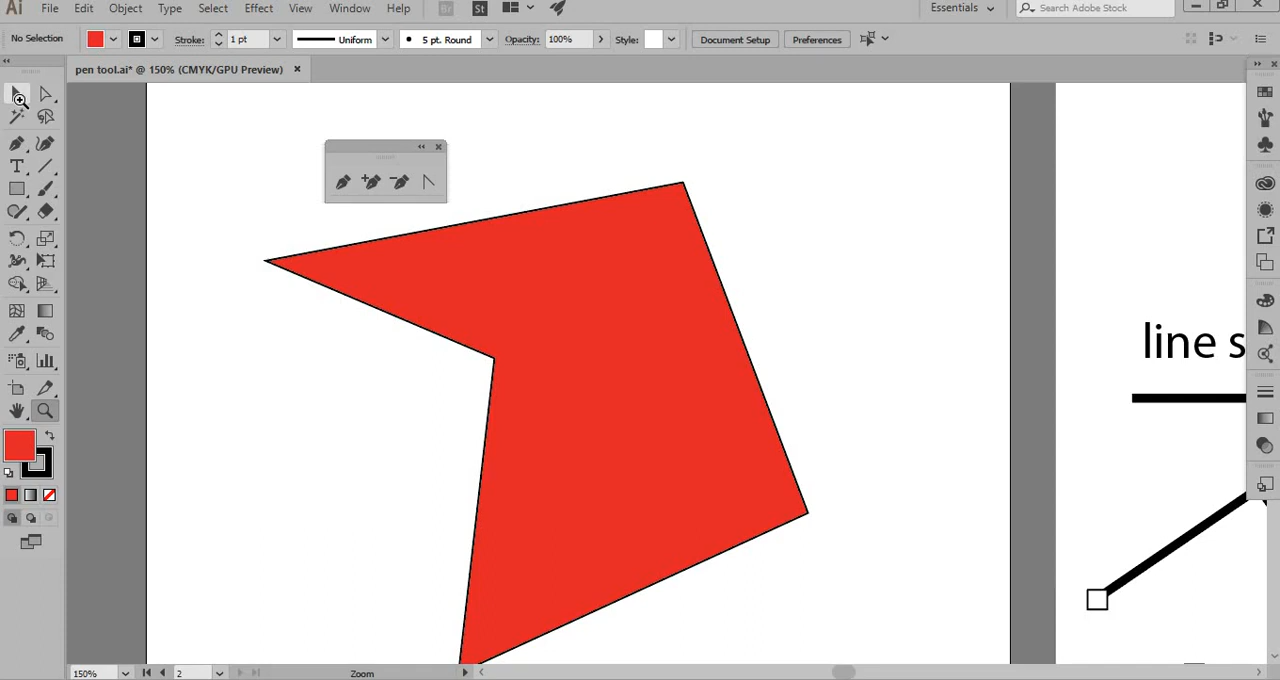 Ai File Edit Object Type Select Effect View Window Help Br St Essentials Search Adobe Stock
No Selection Stroke: 1 pt Uniform 5 pt. Round Opacity: 100% Style: Document Setup Preferences
pen tool.ai* @ 150% (CMYK/GPU Preview)
T
line s
150% 2 Zoom